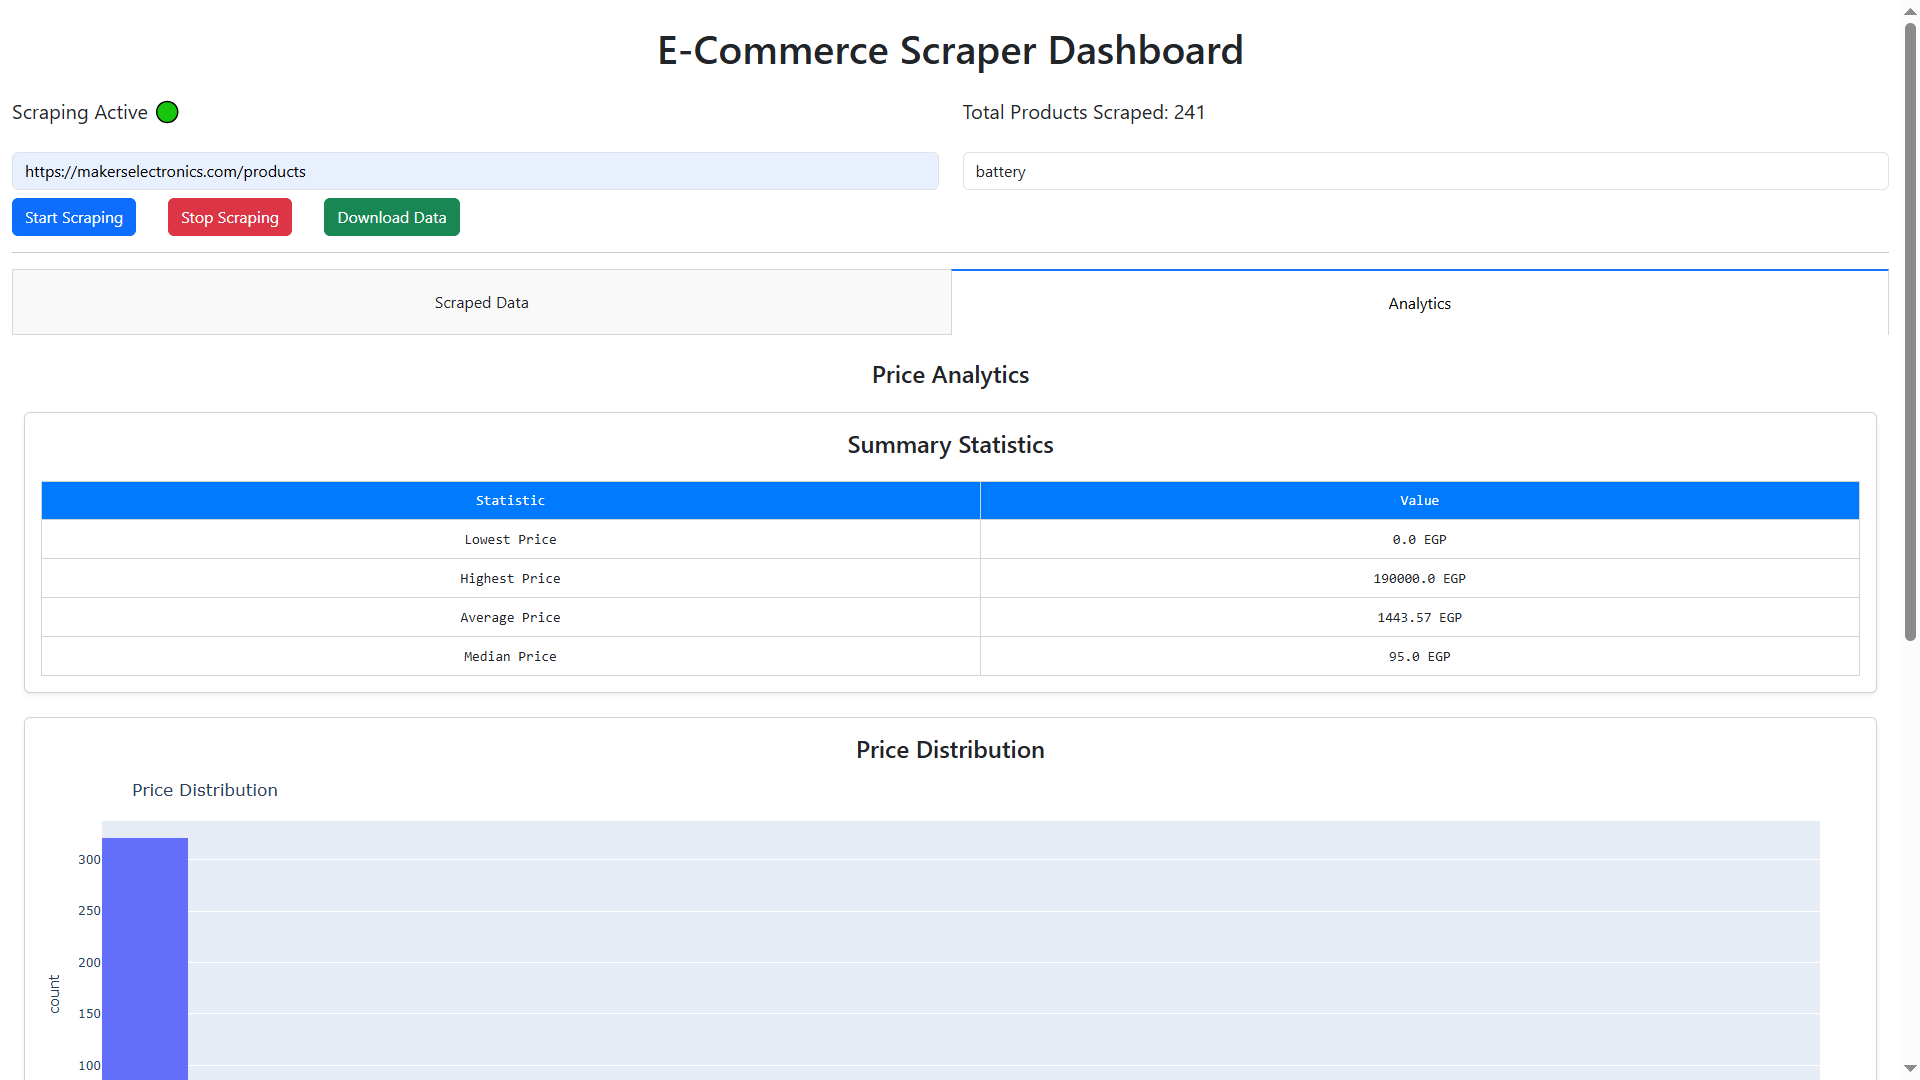 E-Commerce Scraper Dashboard
Scraping Active
Total Products Scraped: 241
https://makerselectronics.com/products
battery
Start Scraping
Stop Scraping
Download Data
Scraped Data
Analytics
Price Analytics
Summary Statistics
Statistic Value
Lowest Price 0.0 EGP
Highest Price 190000.0 EGP
Average Price 1443.57 EGP
Median Price 95.0 EGP
Price Distribution
Price Distribution
300
250
200
150
100
count